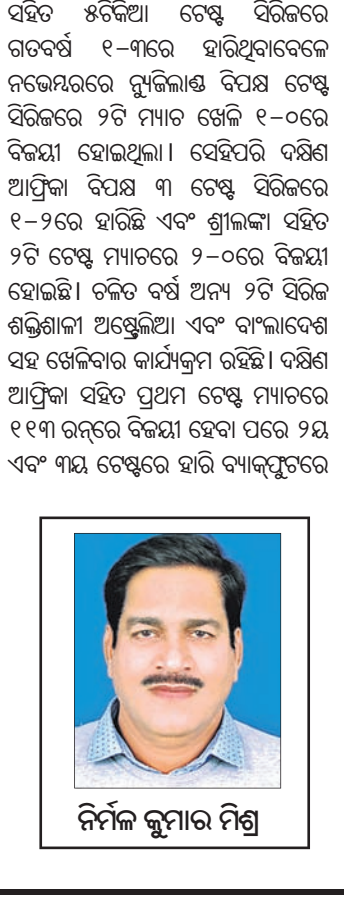 ସହିତ ୫ଟିକିଆ ଟେଷ୍ଟ ସିରିଜରେ
ଗତବର୍ଷ ୧-୩ରେ ହାରିଥିବାବେଳେ
ନଭେମ୍ବରରେ ନ୍ୟୁଜିଲାଣ୍ଡ ବିପକ୍ଷ ଟେଷ୍ଟ
ସିରିଜରେ ୨ଟି ମ୍ୟାଚ ଖେଳି ୧-୦ରେ
ବିଜୟୀ ହୋଇଥିଲା। ସେହିପରି ଦକ୍ଷିଣ
ଆଫ୍ରିକା ବିପକ୍ଷ ୩ ଟେଷ୍ଟ ସିରିଜରେ
୧-୨ରେ ହାରିଛି ଏବଂ ଶ୍ରୀଲଙ୍କା ସହିତ
୨ଟି ଟେଷ୍ଟ ମ୍ୟାଚରେ ୨-୦ରେ ବିଜୟୀ
ହୋଇଛି। ଚଳିତ ବର୍ଷ ଅନ୍ୟ ୨ଟି ସିରିଜ
ଶକ୍ତିଶାଳୀ ଅଷ୍ଟ୍ରେଲିଆ ଏବଂ ବାଂଲାଦେଶ
ସହ ଖେଳିବାର କାର୍ଯ୍ୟକ୍ରମ ରହିଛି। ଦକ୍ଷିଣ
ଆଫ୍ରିକା ସହିତ ପ୍ରଥମ ଟେଷ୍ଟ ମ୍ୟାଚରେ
୧୧୩ ରନ୍‌ରେ ବିଜୟୀ ହେବା ପରେ ୨ୟ
ଏବଂ ୩ୟ ଟେଷ୍ଟରେ ହାରି ବ୍ୟାକ୍‌ଫୁଟରେ
ନିର୍ମଳ କୁମାର ମିଶ୍ର